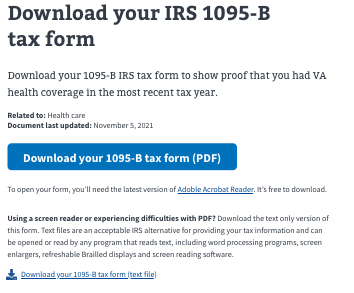 Download your IRS 1095-B
tax form
Download your 1095-B IRS tax form to show proof that you had VA
health coverage in the most recent tax year.
Related to: Health care
Document last updated: November 5, 2021
Download your 1095-B tax form (PDF)
To open your form, you'll need the latest version of Adobe Acrobat Reader. It's free to download.
Using a screen reader or experiencing difficulties with PDF? Download the text only version of
this form. Text files are an acceptable IRS alternative for providing your tax information and can
be opened or read by any program that reads text, including word processing programs, screen
enlargers, refreshable Brailled displays and screen reading software.
Download your 1095-B tax form (text file)